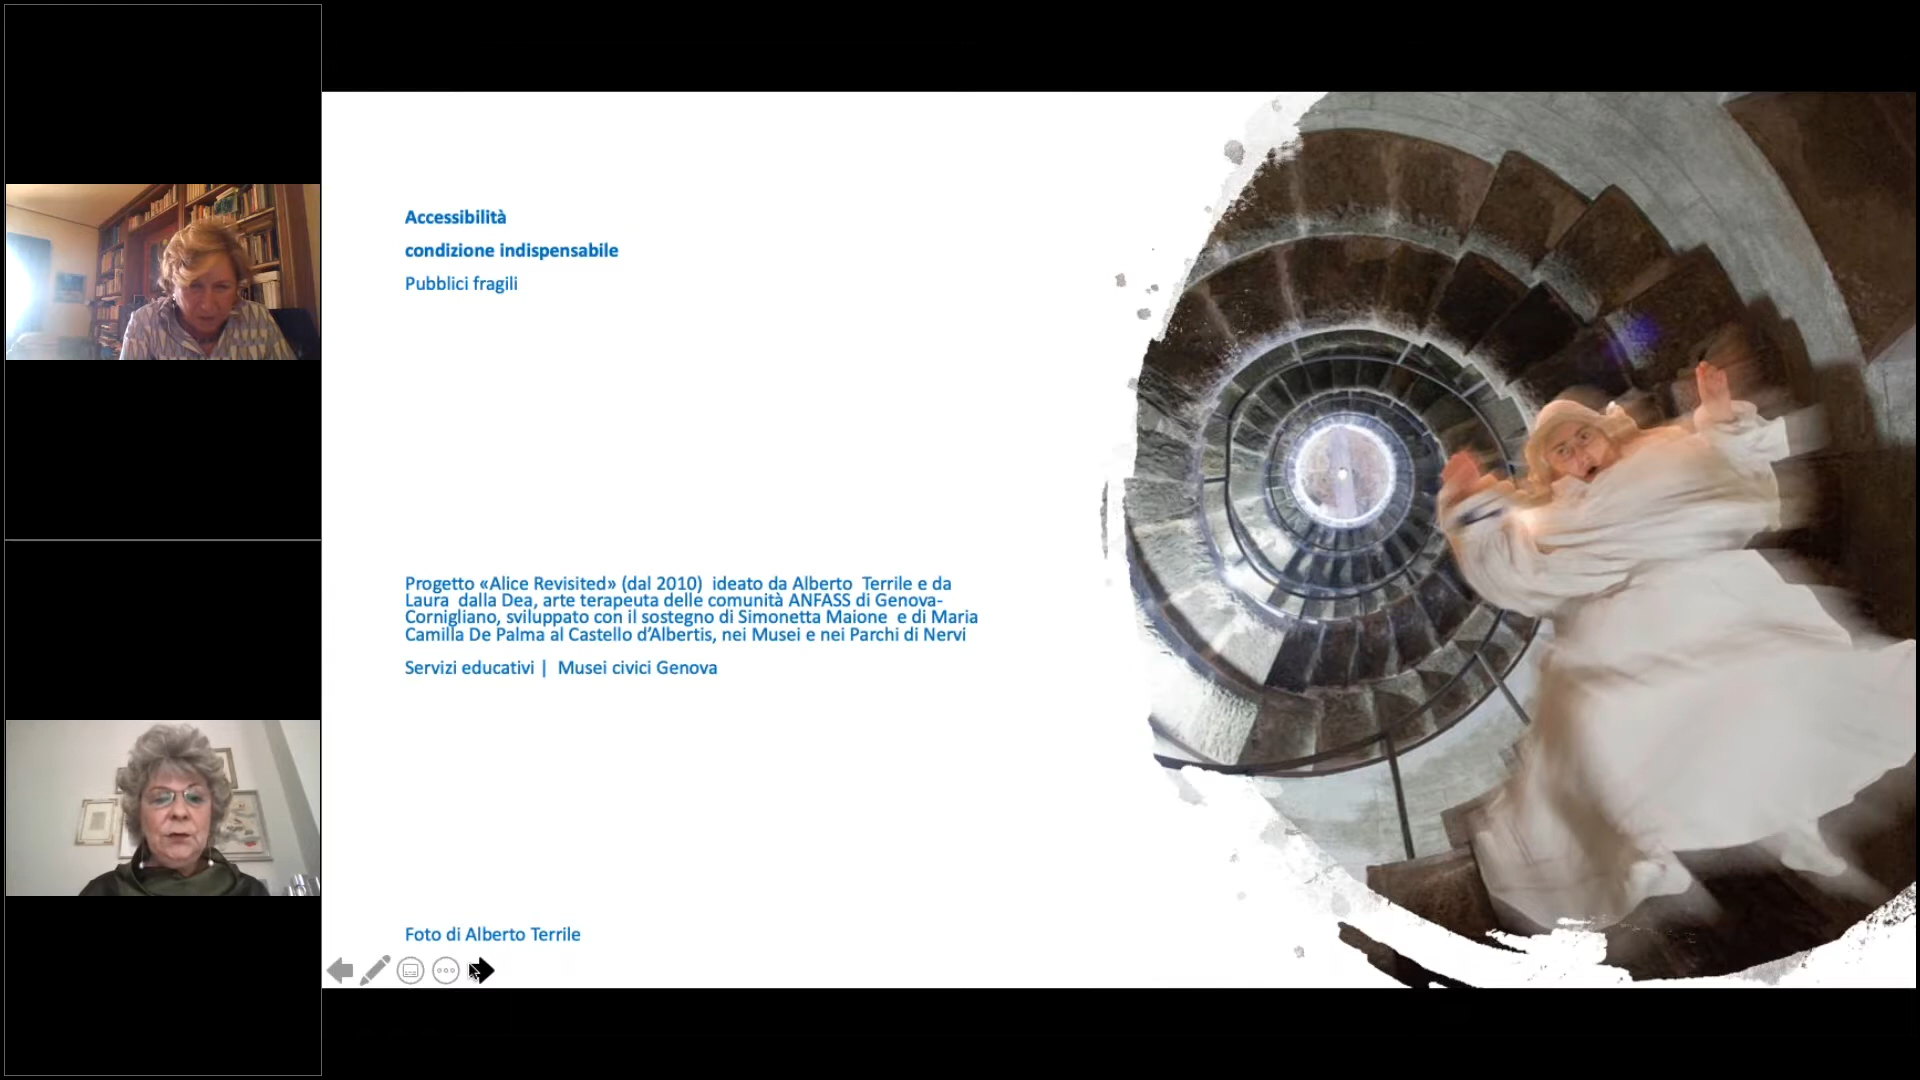 Accessibilità
condizione indispensabile
Pubblici fragili
Progetto «Alice Revisited» (dal 2010)  ideato da Alberto  Terrile e da
Laura  dalla Dea, arte terapeuta delle comunità ANFASS di Genova-
Cornigliano, sviluppato con il sostegno di Simonetta Maione  e di Maria
Camilla De Palma al Castello d’Albertis, nei Musei e nei Parchi di Nervi
Servizi educativi |  Musei civici Genova
Foto di Alberto Terrile